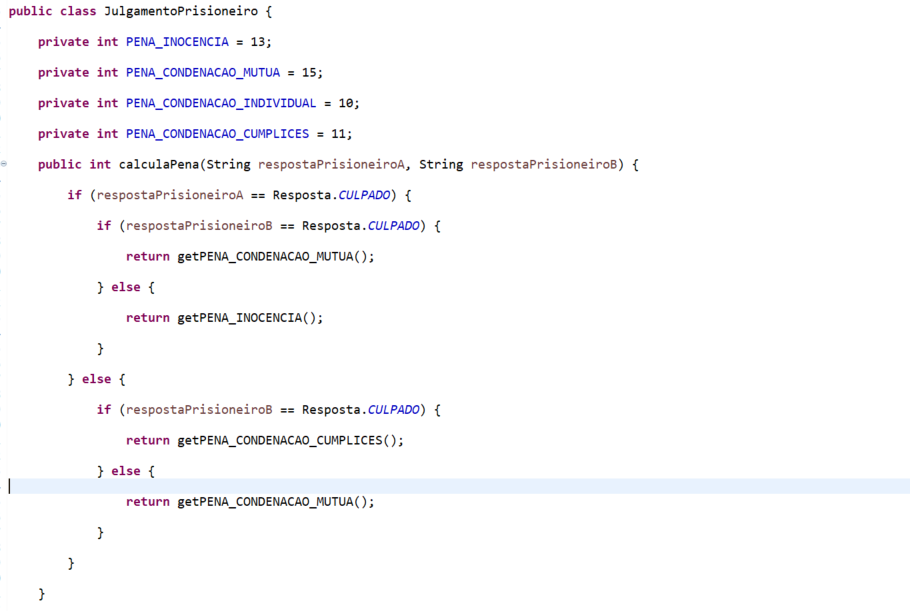 public class JulgamentoPrisioneiro {
private int PENA_INOCENCIA = 13;
private int PENA_CONDENACAO_MUTUA = 15;
private int PENA_CONDENACAO_INDIVIDUAL = 10;
private int PENA_CONDENACAO_CUMPLICES = 11;
public int calculaPena(String respostaPrisioneiroA, String respostaPrisioneiroB) {
if (respostaPrisioneiroA == Resposta.CULPADO) {
if (respostaPrisioneiroB == Resposta.CULPADO) {
return getPENA_CONDENACAO_MUTUA();
} else {
return getPENA_INOCENCIA();
}
} else {
if (respostaPrisioneiroB == Resposta.CULPADO) {
return getPENA_CONDENACAO_CUMPLICES();
} else {
return getPENA_CONDENACAO_MUTUA();
}
}
}